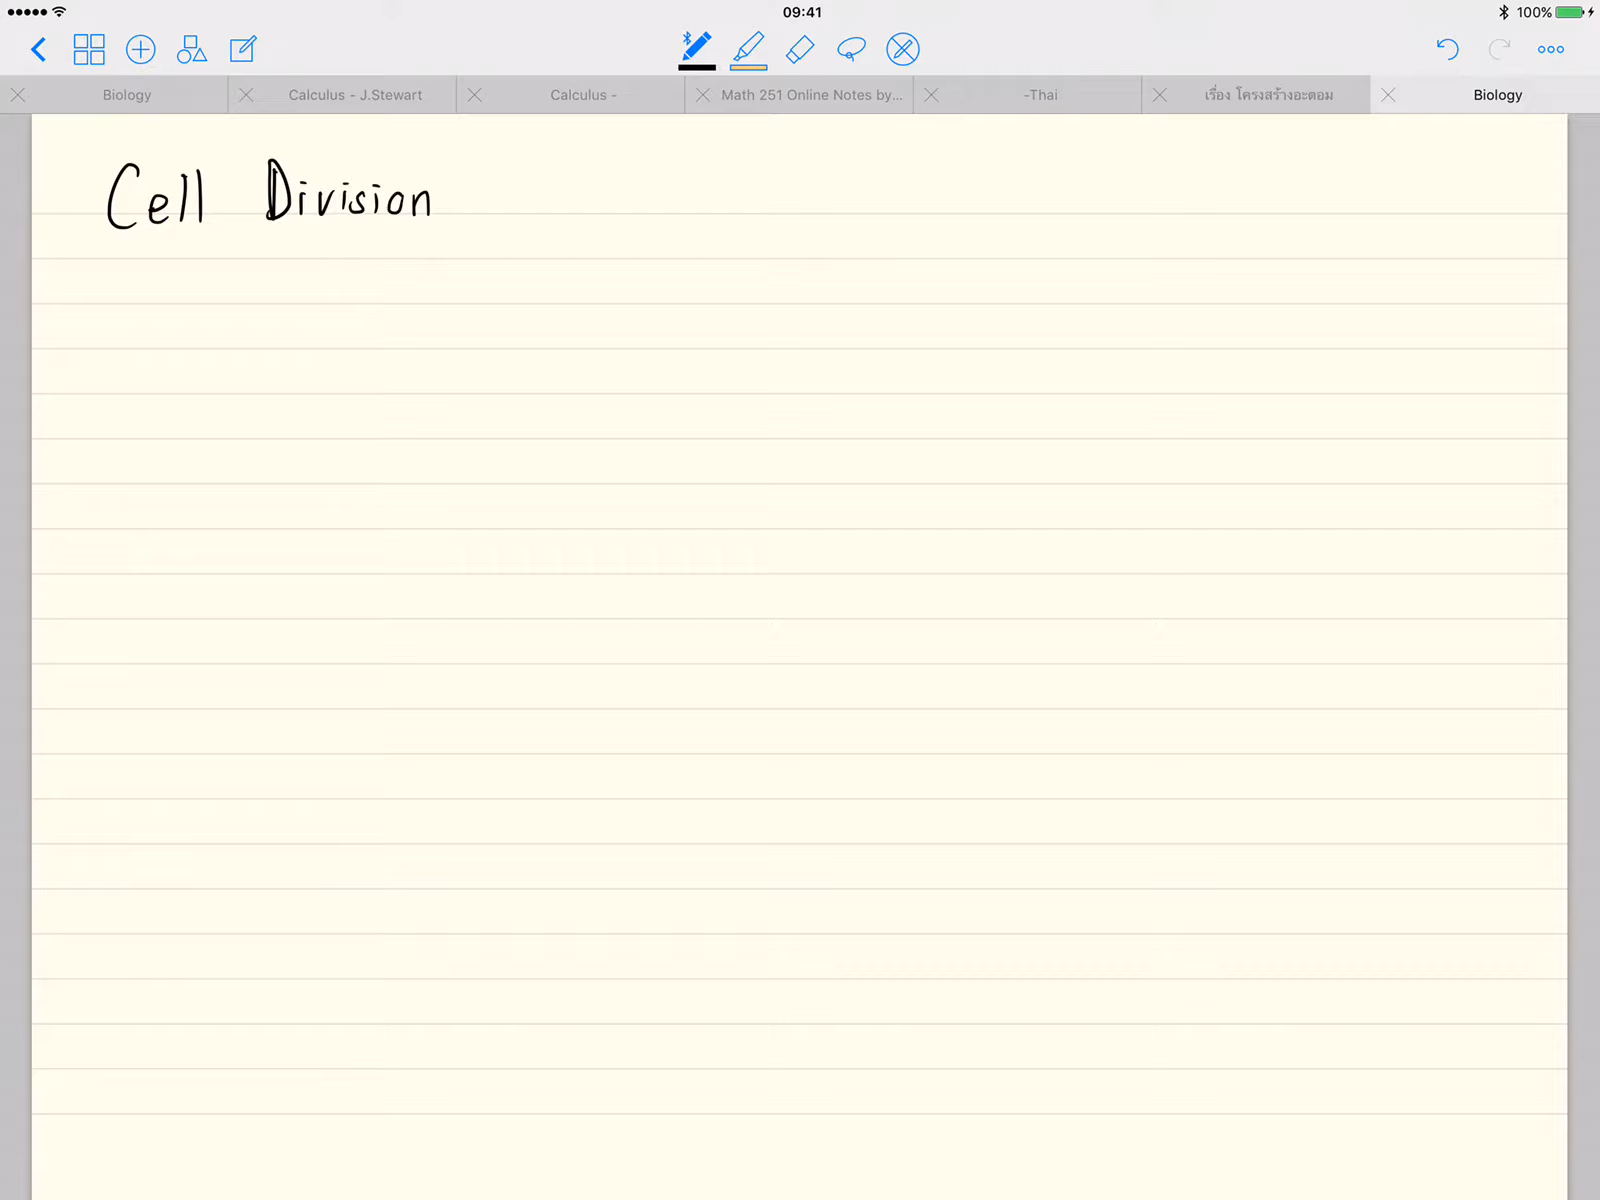 09:41
100%
Biology
Calculus - J.Stewart
Calculus -
Math 251 Online Notes by...
-Thai
เรื่อง โครงสร้างอะตอม
Biology
Cell Division